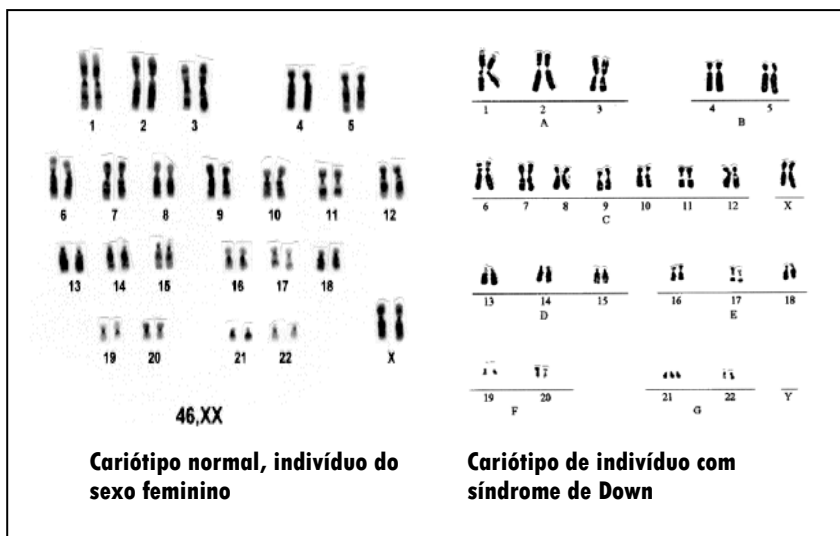 1 2 3 4 5
6 7 8 9 10 11 12
13 14 15 16 17 18
19 20 21 22 X
46,XX
Cariótipo normal, indivíduo do
sexo feminino
1 2 3 4 5
A B
6 7 8 9 10 11 12 X
C
13 14 15 16 17 18
D E
19 20 21 22 Y
F G
Cariótipo de indivíduo com
síndrome de Down